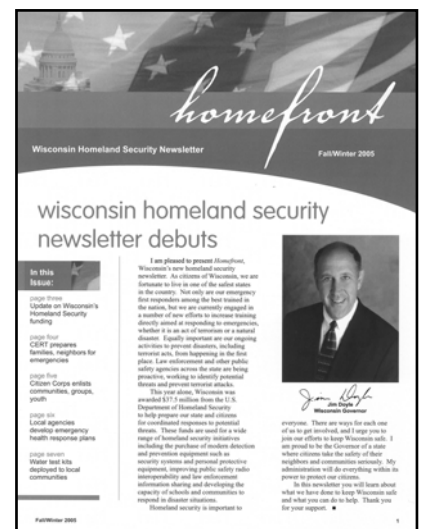 homefront
Wisconsin Homeland Security Newsletter
Fall/Winter 2005
wisconsin homeland security
newsletter debuts
In this
Issue:
page three
Update on Wisconsin's
Homeland Security
funding
page four
CERT prepares
families, neighbors for
emergencies
page five
Citizen Corps enlists
communities, groups,
youth
page six
Local agencies
develop emergency
health response plans
page seven
Water test kits
deployed to local
communities
I am pleased to present Homefront,
Wisconsin's new homeland security
newsletter. As citizens of Wisconsin, we are
fortunate to live in one of the safest states
in the country. Not only are our emergency
first responders among the best trained in
the nation, but we are currently engaged in
a number of new efforts to increase training
directly aimed at responding to emergencies,
whether it is an act of terrorism or a natural
disaster. Equally important are our ongoing
activities to prevent disasters, including
terrorist acts, from happening in the first
place. Law enforcement and other public
safety agencies across the state are being
proactive, working to identify potential
threats and prevent terrorist attacks.
This year alone, Wisconsin was
awarded $37.5 million from the U.S.
Department of Homeland Security
to help prepare our state and citizens
for coordinated responses to potential
threats. These funds are used for a wide
range of homeland security initiatives
including the purchase of modern detection
and prevention equipment such as
security systems and personal protective
equipment, improving public safety radio
interoperability and law enforcement
information sharing and developing the
capacity of schools and communities to
respond in disaster situations.
Homeland security is important to
Jim Doyle
Jim Doyle
Wisconsin Governor
everyone. There are ways for each one
of us to get involved, and I urge you to
join our efforts to keep Wisconsin safe. I
am proud to be the Governor of a state
where citizens take the safety of their
neighbors and communities seriously. My
administration will do everything within its
power to protect our citizens.
In this newsletter you will learn about
what we have done to keep Wisconsin safe
and what you can do to help. Thank you
for your support. ■
Fall/Winter 2005
1